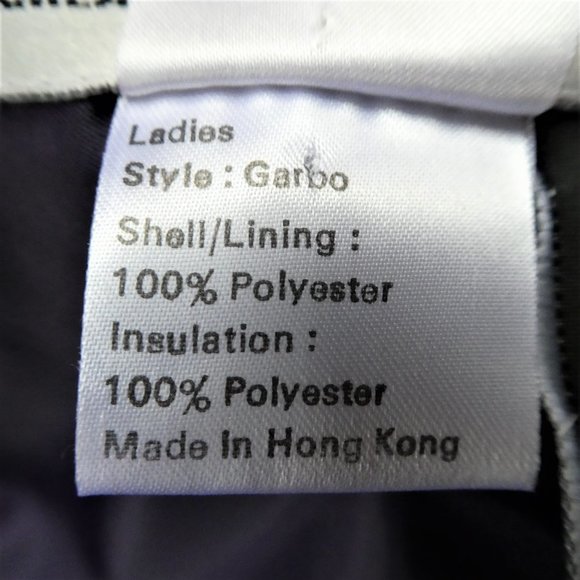 Ladies
Style : Garbo
Shell/Lining :
100% Polyester
Insulation :
100% Polyester
Made In Hong Kong